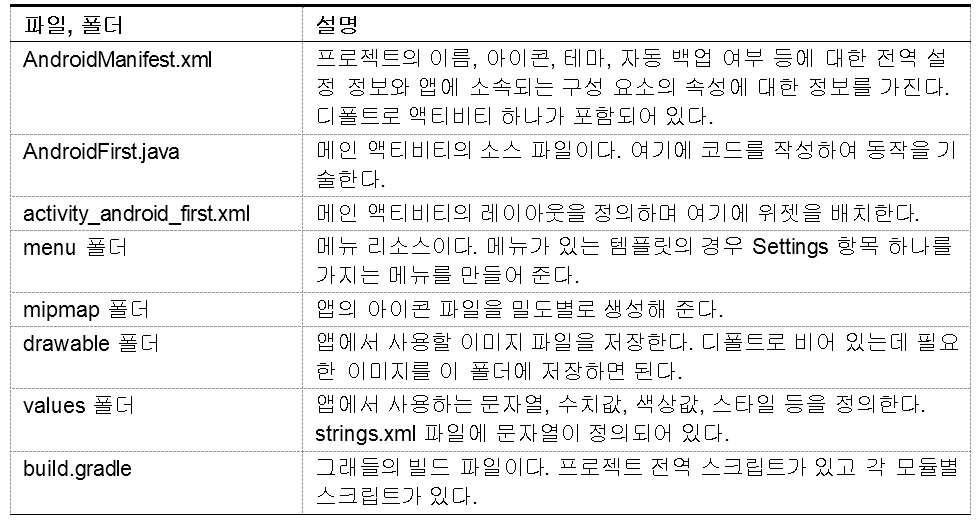 파일, 폴더 설명
AndroidManifest.xml 프로젝트의 이름, 아이콘, 테마, 자동 백업 여부 등에 대한 전역 설
정 정보와 앱에 소속되는 구성 요소의 속성에 대한 정보를 가진다.
디폴트로 액티비티 하나가 포함되어 있다.
AndroidFirst.java 메인 액티비티의 소스 파일이다. 여기에 코드를 작성하여 동작을 기
술한다.
activity_android_first.xml 메인 액티비티의 레이아웃을 정의하며 여기에 위젯을 배치한다.
menu 폴더 메뉴 리소스이다. 메뉴가 있는 템플릿의 경우 Settings 항목 하나를
가지는 메뉴를 만들어 준다.
mipmap 폴더 앱의 아이콘 파일을 밀도별로 생성해 준다.
drawable 폴더 앱에서 사용할 이미지 파일을 저장한다. 디폴트로 비어 있는데 필요
한 이미지를 이 폴더에 저장하면 된다.
values 폴더 앱에서 사용하는 문자열, 수치값, 색상값, 스타일 등을 정의한다.
strings.xml 파일에 문자열이 정의되어 있다.
build.gradle 그래들의 빌드 파일이다. 프로젝트 전역 스크립트가 있고 각 모듈별
스크립트가 있다.